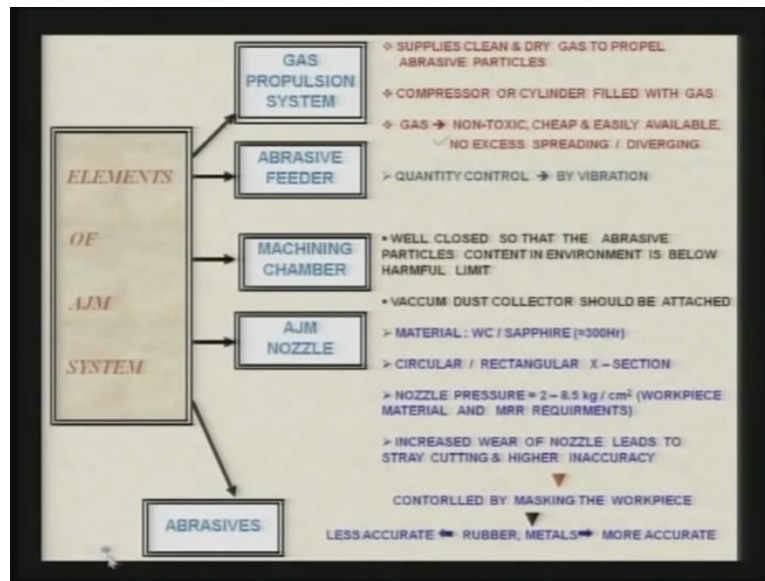 ELEMENTS
OF
AJM
SYSTEM
GAS
PROPULSION
SYSTEM
❖ SUPPLIES CLEAN & DRY GAS TO PROPEL
ABRASIVE PARTICLES
❖ COMPRESSOR OR CYLINDER FILLED WITH GAS
❖ GAS ➔ NON-TOXIC, CHEAP & EASILY AVAILABLE,
✓NO EXCESS SPREADING / DIVERGING
ABRASIVE
FEEDER
➢ QUANTITY CONTROL ➔ BY VIBRATION
MACHINING
CHAMBER
• WELL CLOSED SO THAT THE ABRASIVE
PARTICLES CONTENT IN ENVIRONMENT IS BELOW
HARMFUL LIMIT
• VACCUM DUST COLLECTOR SHOULD BE ATTACHED
AJM
NOZZLE
➢ MATERIAL : WC / SAPPHIRE (≈300Hr)
➢ CIRCULAR / RECTANGULAR X – SECTION
➢ NOZZLE PRESSURE = 2 – 8.5 kg / cm² (WORKPIECE
MATERIAL AND MRR REQUIRMENTS)
➢ INCREASED WEAR OF NOZZLE LEADS TO
STRAY CUTTING & HIGHER INACCURACY
CONTORLLED BY MASKING THE WORKPIECE
LESS ACCURATE ⬅ RUBBER, METALS ➡ MORE ACCURATE
ABRASIVES